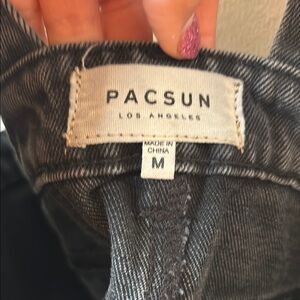 PACSUN
LOS ANGELES
MADE IN
CHINA
M